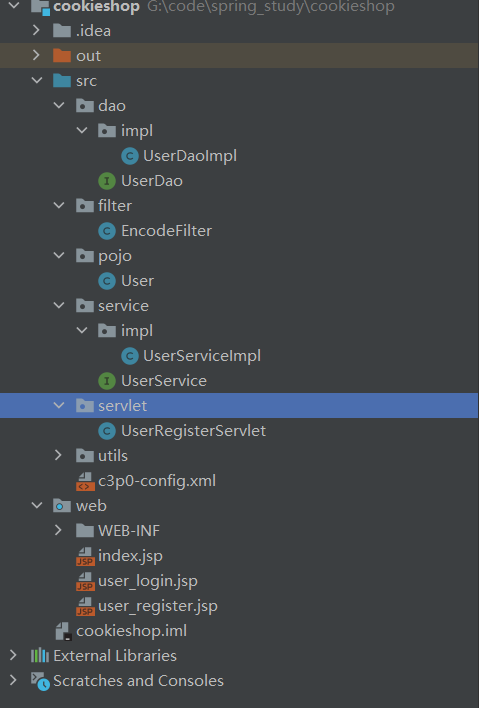 cookieshop G:\code\spring_study\cookieshop
.idea
out
src
dao
impl
UserDaoImpl
UserDao
filter
EncodeFilter
pojo
User
service
impl
UserServiceImpl
UserService
servlet
UserRegisterServlet
utils
c3p0-config.xml
web
WEB-INF
index.jsp
user_login.jsp
user_register.jsp
cookieshop.iml
External Libraries
Scratches and Consoles